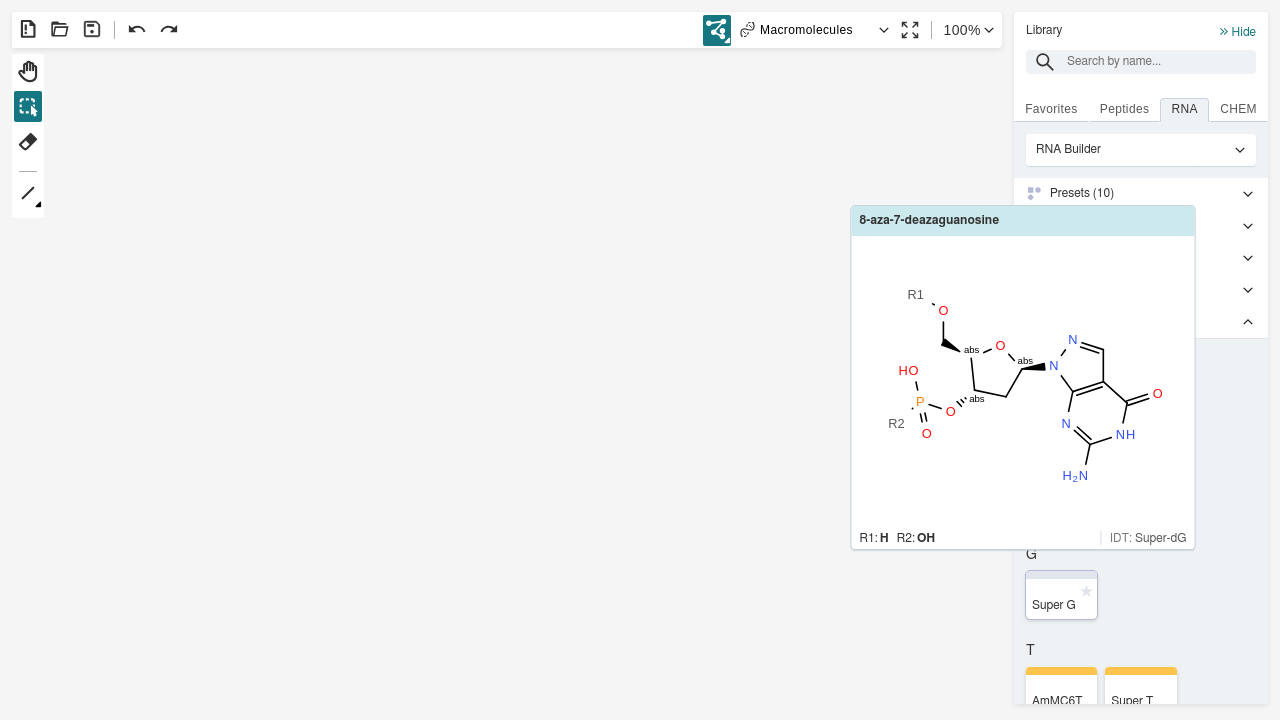 Macromolecules
100%
Library
Hide
Search by name...
Favorites
Peptides
RNA
CHEM
RNA Builder
Presets (10)
8-aza-7-deazaguanosine
R1
O
abs
O
abs
N
N
HO
P
O
abs
R2
O
N
O
NH
H2N
R1: H R2: OH
IDT: Super-dG
G
Super G
T
AmMC6T
Super T